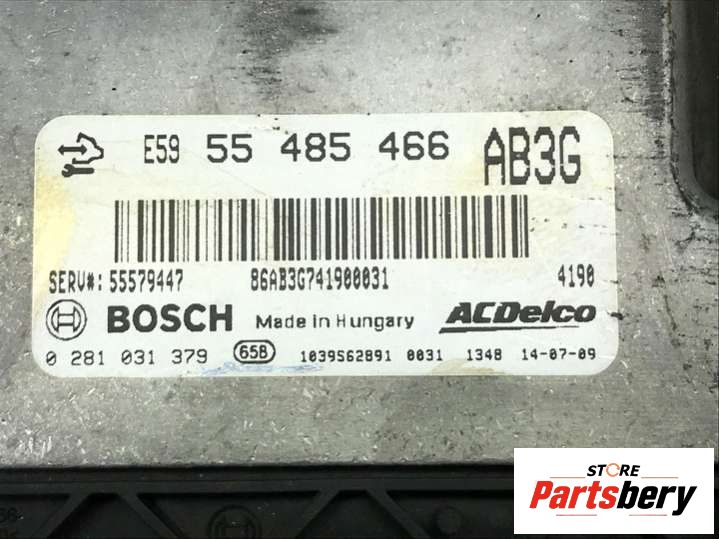 E59 55 485 466 AB3G
SERV#: 55579447 86AB3G741900031 4190
BOSCH Made in Hungary ACDelco
0 281 031 379 65B 1039S62891 0031 1348 14-07-09
STORE
Partsbery